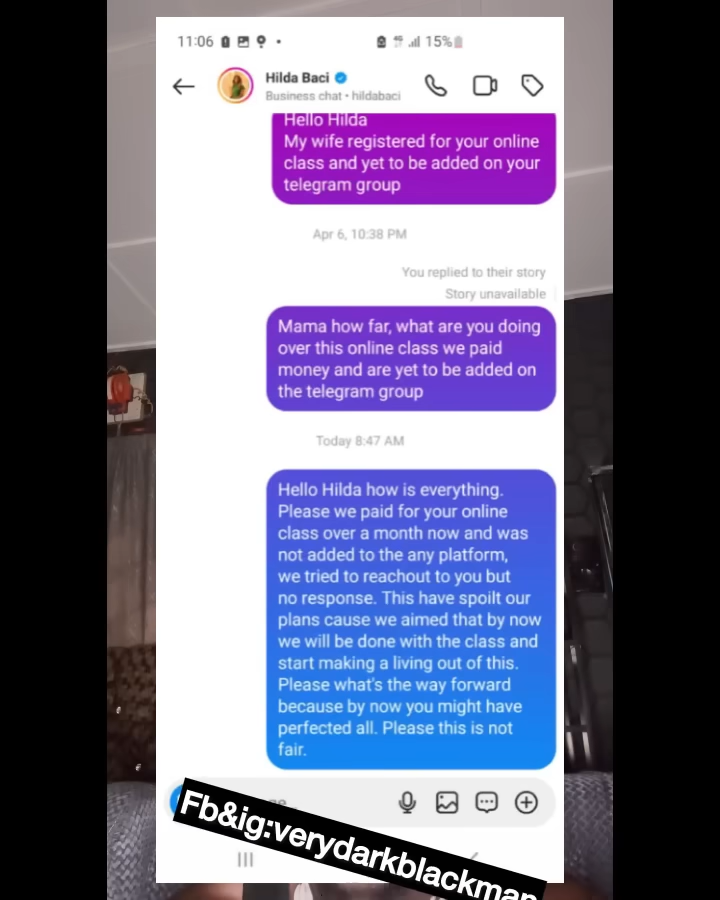 11:06
4G
15%
Hilda Baci
Business chat • hildabaci
Hello Hilda
My wife registered for your online
class and yet to be added on your
telegram group
Apr 6, 10:38 PM
You replied to their story
Story unavailable
Mama how far, what are you doing
over this online class we paid
money and are yet to be added on
the telegram group
Today 8:47 AM
Hello Hilda how is everything.
Please we paid for your online
class over a month now and was
not added to the any platform,
we tried to reachout to you but
no response. This have spoilt our
plans cause we aimed that by now
we will be done with the class and
start making a living out of this.
Please what's the way forward
because by now you might have
perfected all. Please this is not
fair.
Fb&ig:verydarkblackman